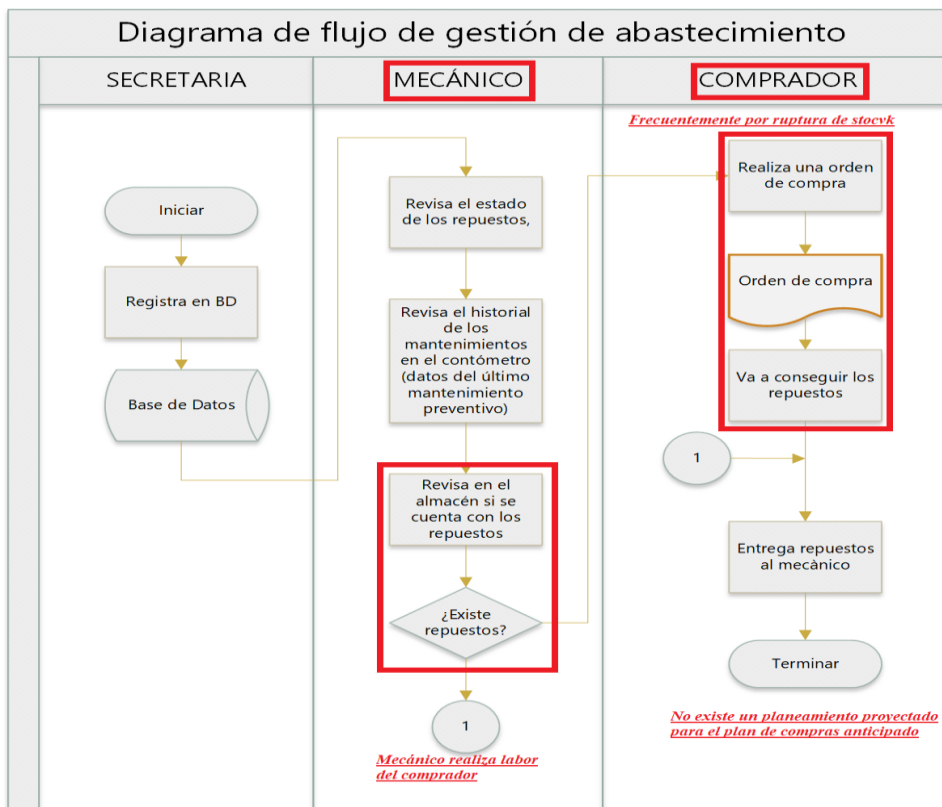 Diagrama de flujo de gestión de abastecimiento
SECRETARIA
MECÁNICO
COMPRADOR
Frecuentemente por ruptura de stocvk
Iniciar
Registra en BD
Base de Datos
Revisa el estado
de los repuestos,
Revisa el historial
de los
mantenimientos
en el contómetro
(datos del último
mantenimiento
preventivo)
Revisa en el
almacén si se
cuenta con los
repuestos
¿Existe
repuestos?
1
Mecánico realiza labor
del comprador
Realiza una orden
de compra
Orden de compra
Va a conseguir los
repuestos
1
Entrega repuestos
al mecànico
Terminar
No existe un planeamiento proyectado
para el plan de compras anticipado